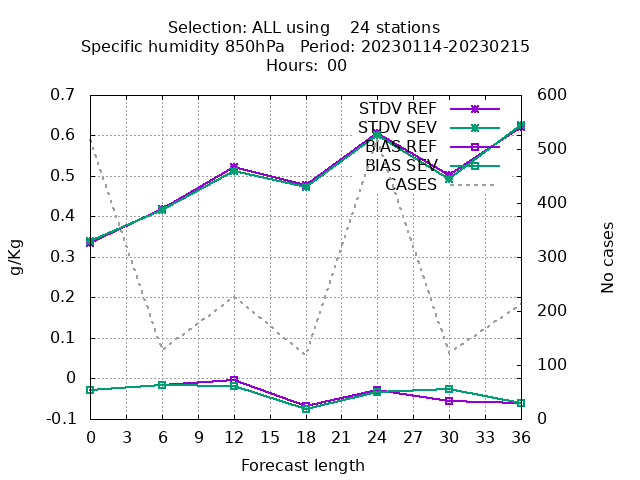 Selection: ALL using    24 stations
Specific humidity 850hPa   Period: 20230114-20230215
Hours: 00
STDV REF
STDV SEV
BIAS REF
BIAS SEV
CASES
g/Kg
0.7
0.6
0.5
0.4
0.3
0.2
0.1
0
-0.1
No cases
600
500
400
300
200
100
0
0 3 6 9 12 15 18 21 24 27 30 33 36
Forecast length